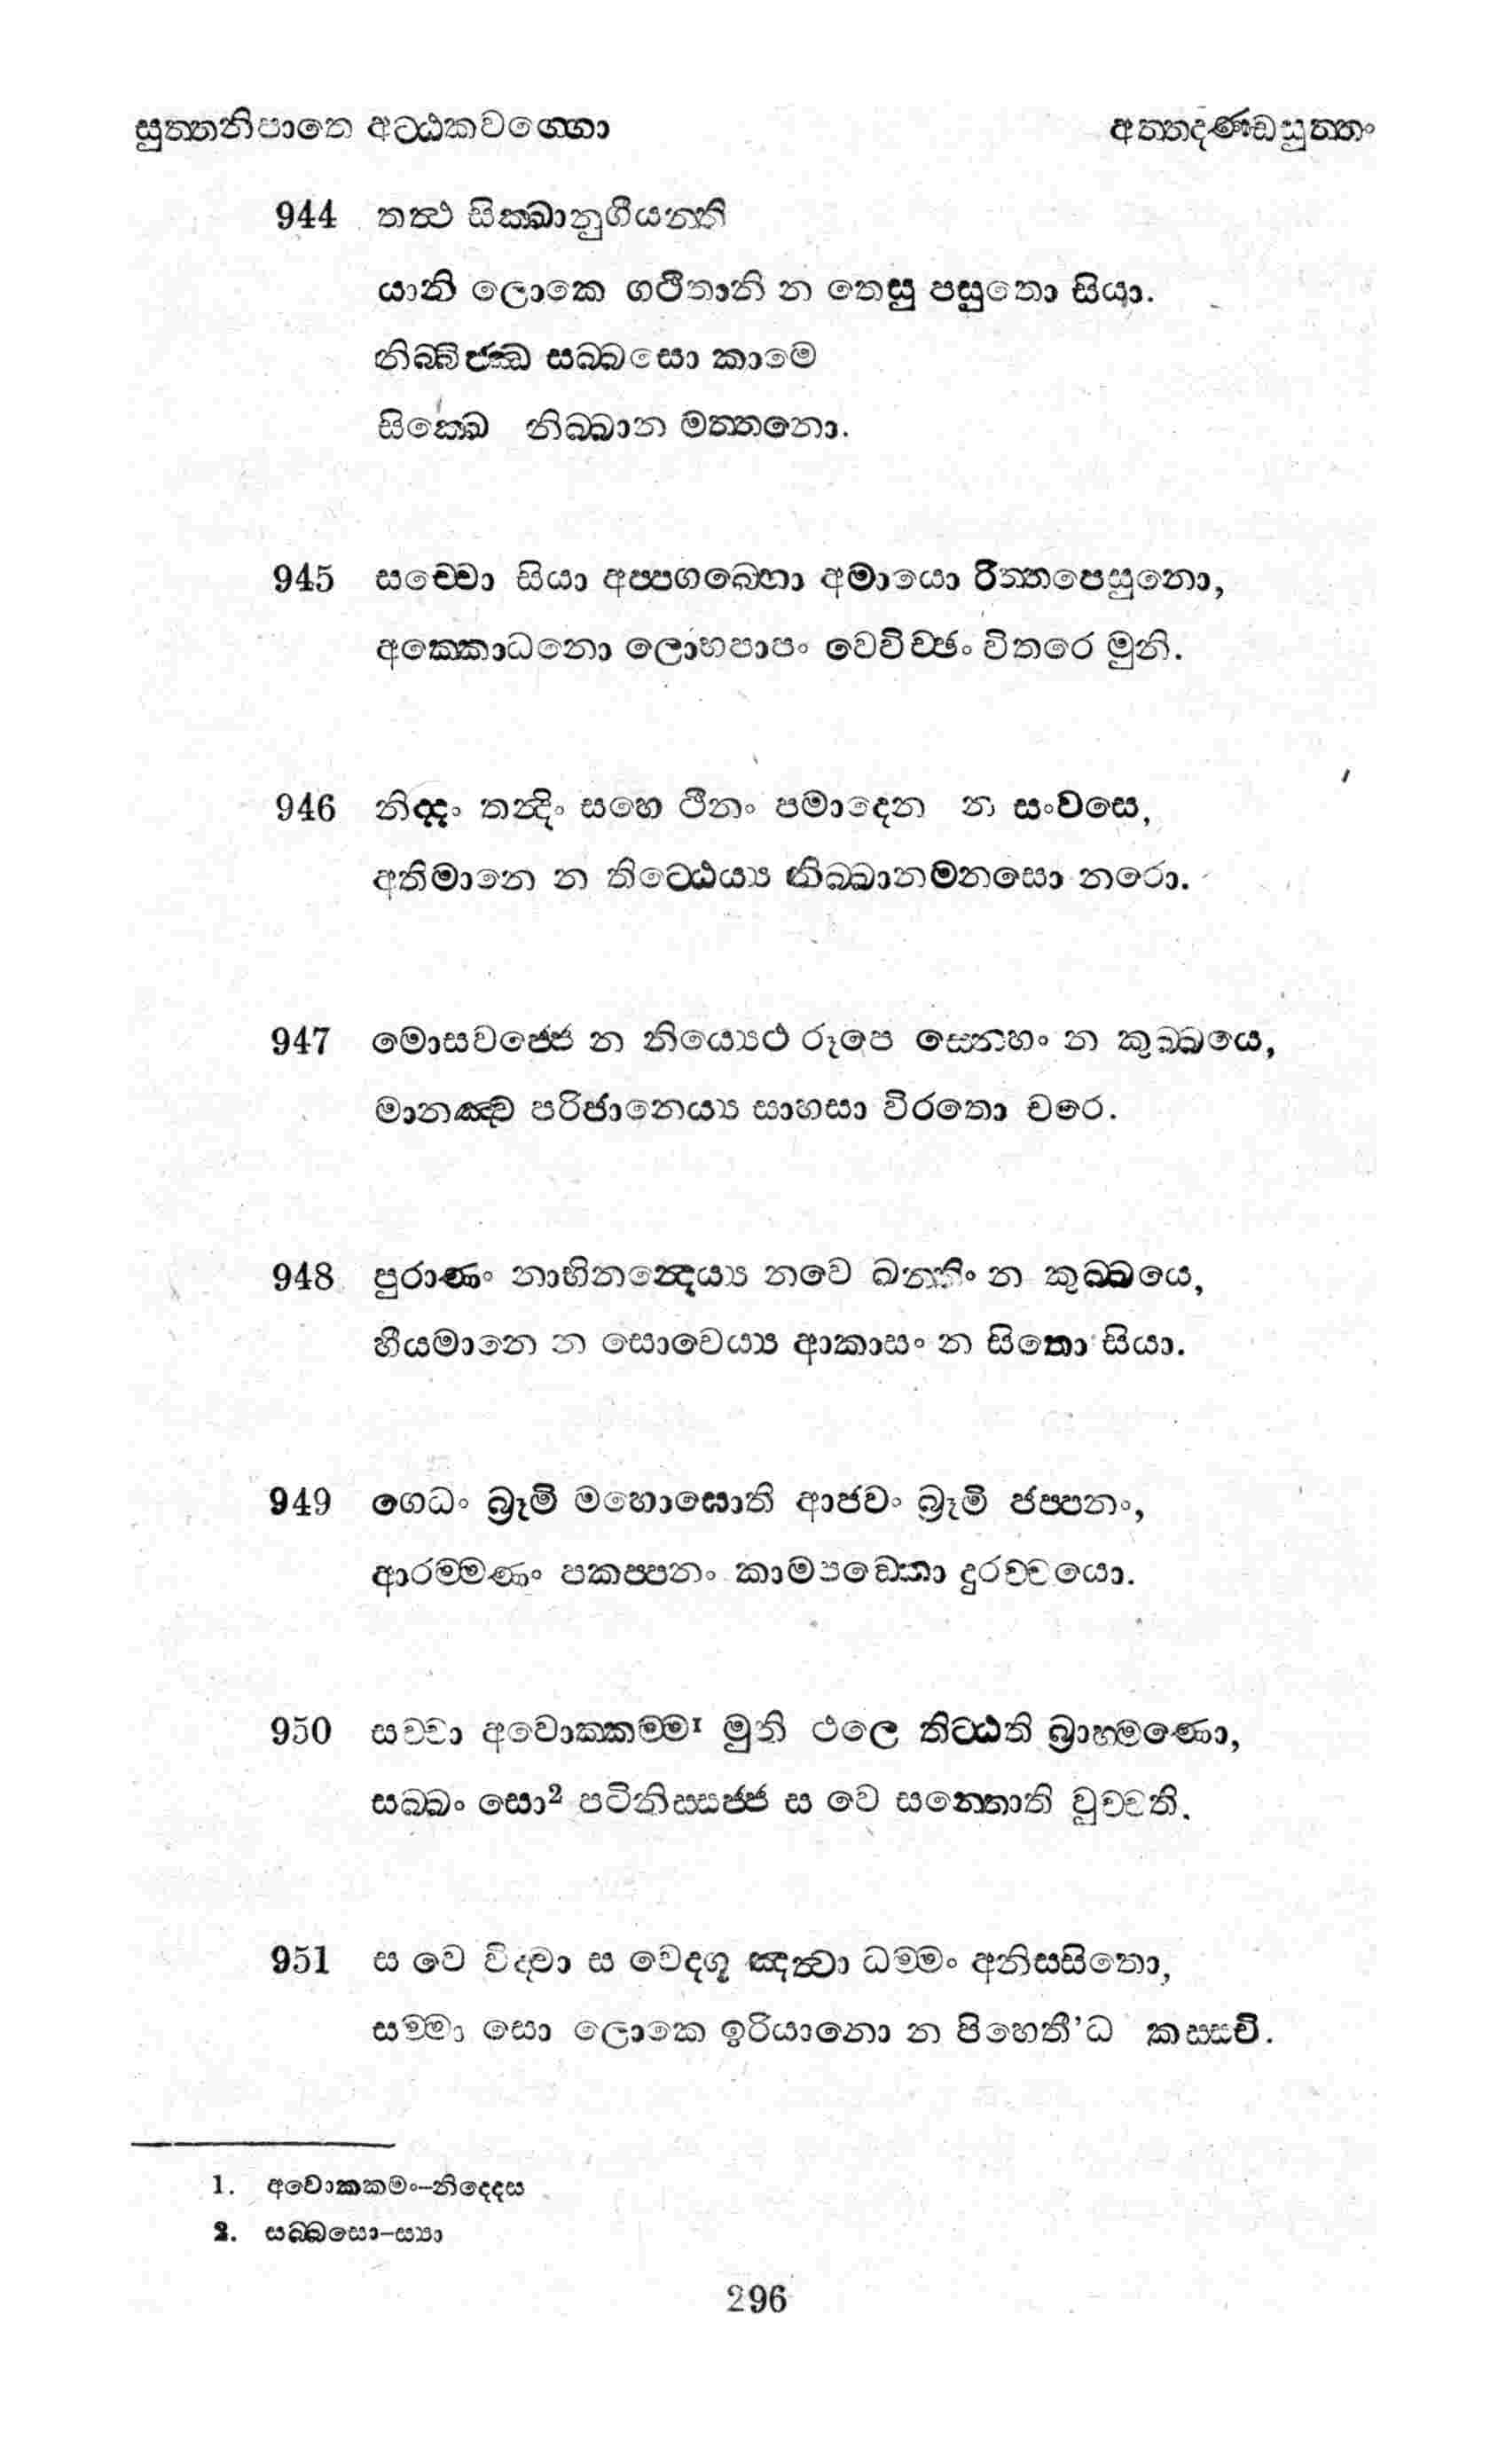 සුත්තනිපාතෙ අට්ඨකවග්ගො අත්තදණ්ඩසුත්තං
944 තත්ථ සික්ඛානුගීයන්ති
යානි ලොකෙ ගථිතානි න තෙසු පසුතො සියා.
නිබ්බිජ්ඣ සබ්බසො කාමෙ
සික්ඛෙ නිබ්බාන මත්තනො.
945 සච්චො සියා අප්පගබ්භො අමායො රිත්තපෙසුනො,
අක්කොධනො ලොභපාපං වෙවිච්ඡං විතරෙ මුනි.
946 නිද්දං තන්දිං සහෙ ථීනං පමාදෙන න සංවසෙ,
අතිමානෙ න තිට්ඨෙය්‍ය නිබ්බානමනසො නරො.
947 මොසවජ්ජෙ න නිය්‍යෙථ රූපෙ ස්නෙහං න කුබ්බයෙ,
මානඤ්ච පරිජානෙය්‍ය සාහසා විරතො චරෙ.
948 පුරාණං නාභිනන්දෙය්‍ය නවෙ ඛන්තිං න කුබ්බයෙ,
හීයමානෙ න සොචෙය්‍ය ආකාසං න සිතො සියා.
949 ගෙධං බ්‍රූමි මහොඝොති ආජවං බ්‍රූමි ජප්පනං,
ආරම්මණං පකප්පනං කාමපඞ්කො දුරච්චයො.
950 සච්චා අවොක්කම්ම¹ මුනි ථලෙ තිට්ඨති බ්‍රාහ්මණො,
සබ්බං සො² පටිනිස්සජ්ජ ස වෙ සන්තොති වුච්චති.
951 ස වෙ විද්වා ස වෙදගූ ඤත්වා ධම්මං අනිස්සිතො,
සම්මා සො ලොකෙ ඉරියානො න පිහෙතී'ධ කස්සචි.
1. අවොක්කමං–නිද්දෙස
2. සබ්බසො–ස්‍යා
296